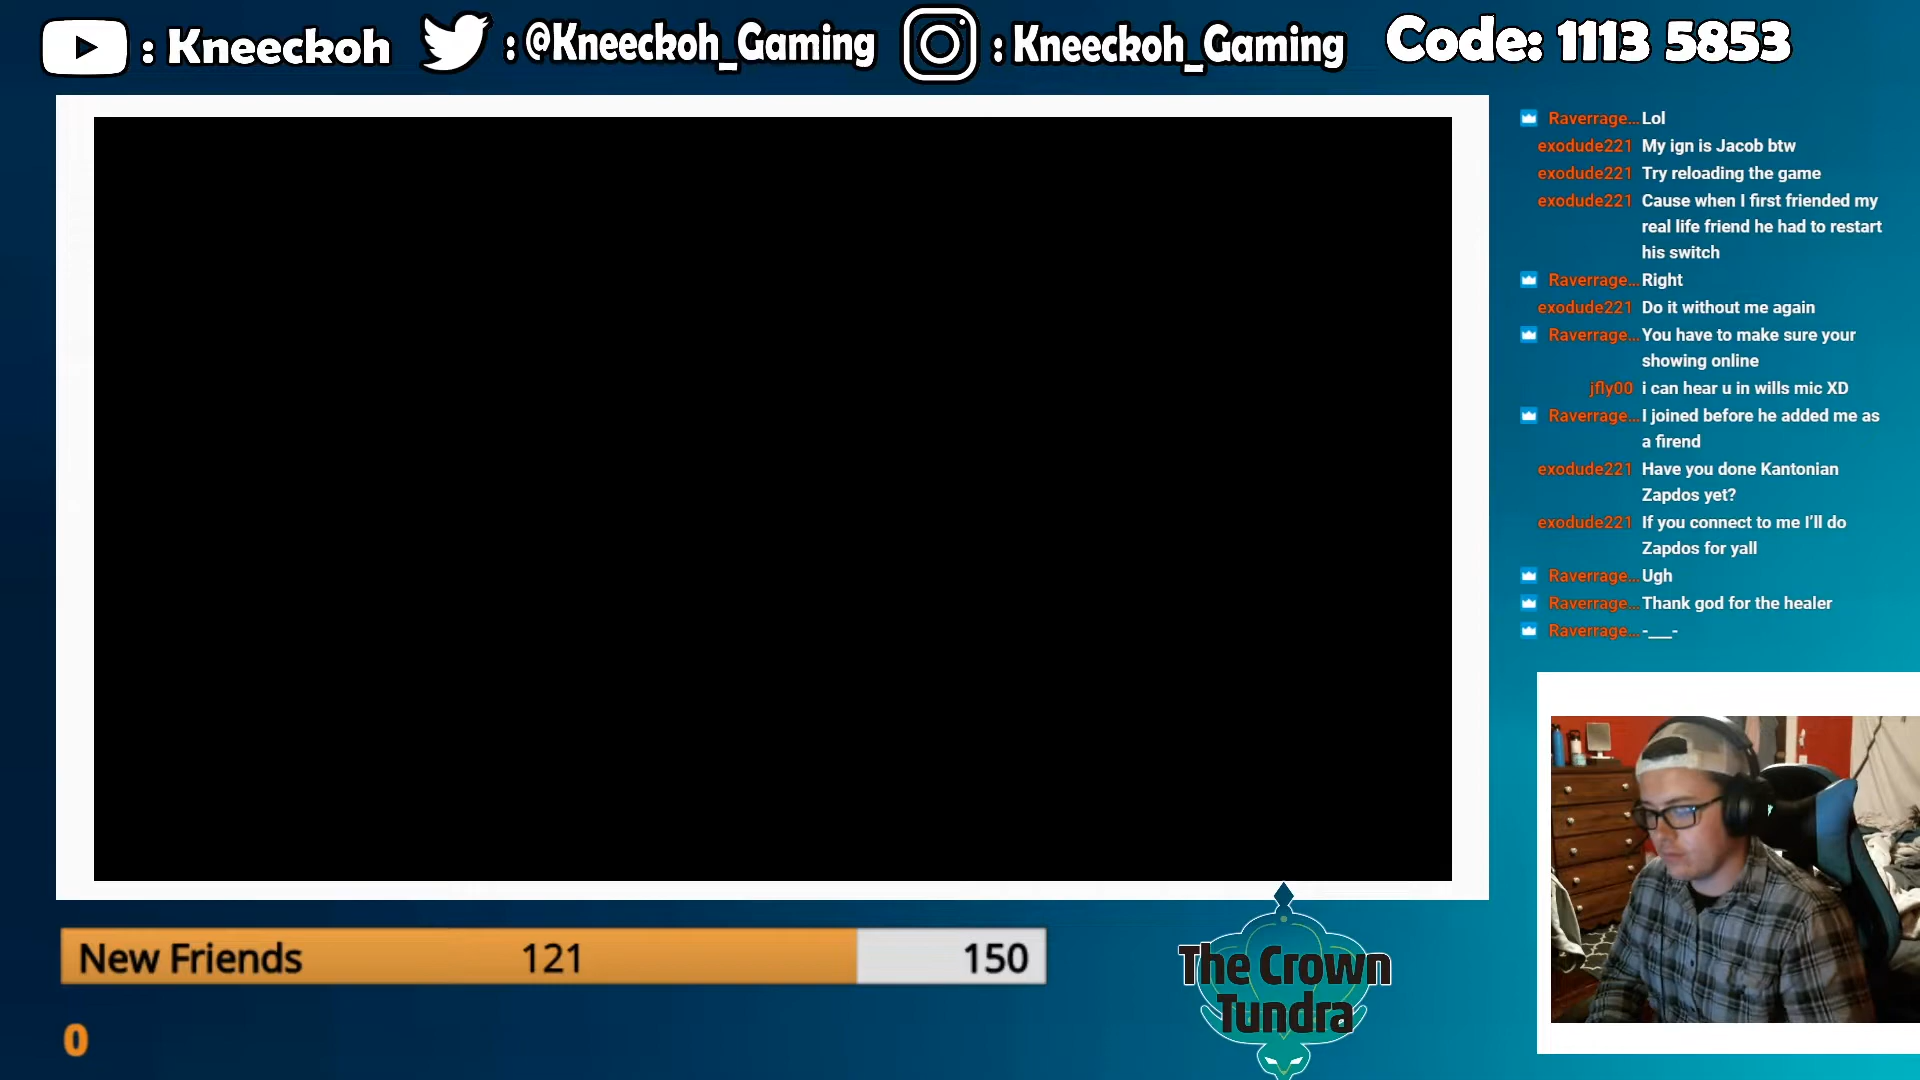 : Kneeckoh : @Kneeckoh_Gaming : Kneeckoh_Gaming Code: 1113 5853
Raverrage... Lol
exodude221 My ign is Jacob btw
exodude221 Try reloading the game
exodude221 Cause when I first friended my
real life friend he had to restart
his switch
Raverrage... Right
exodude221 Do it without me again
Raverrage... You have to make sure your
showing online
jfly00 i can hear u in wills mic XD
Raverrage... I joined before he added me as
a firend
exodude221 Have you done Kantonian
Zapdos yet?
exodude221 If you connect to me I'll do
Zapdos for yall
Raverrage... Ugh
Raverrage... Thank god for the healer
Raverrage... -___-
New Friends 121 150
The Crown
Tundra
0